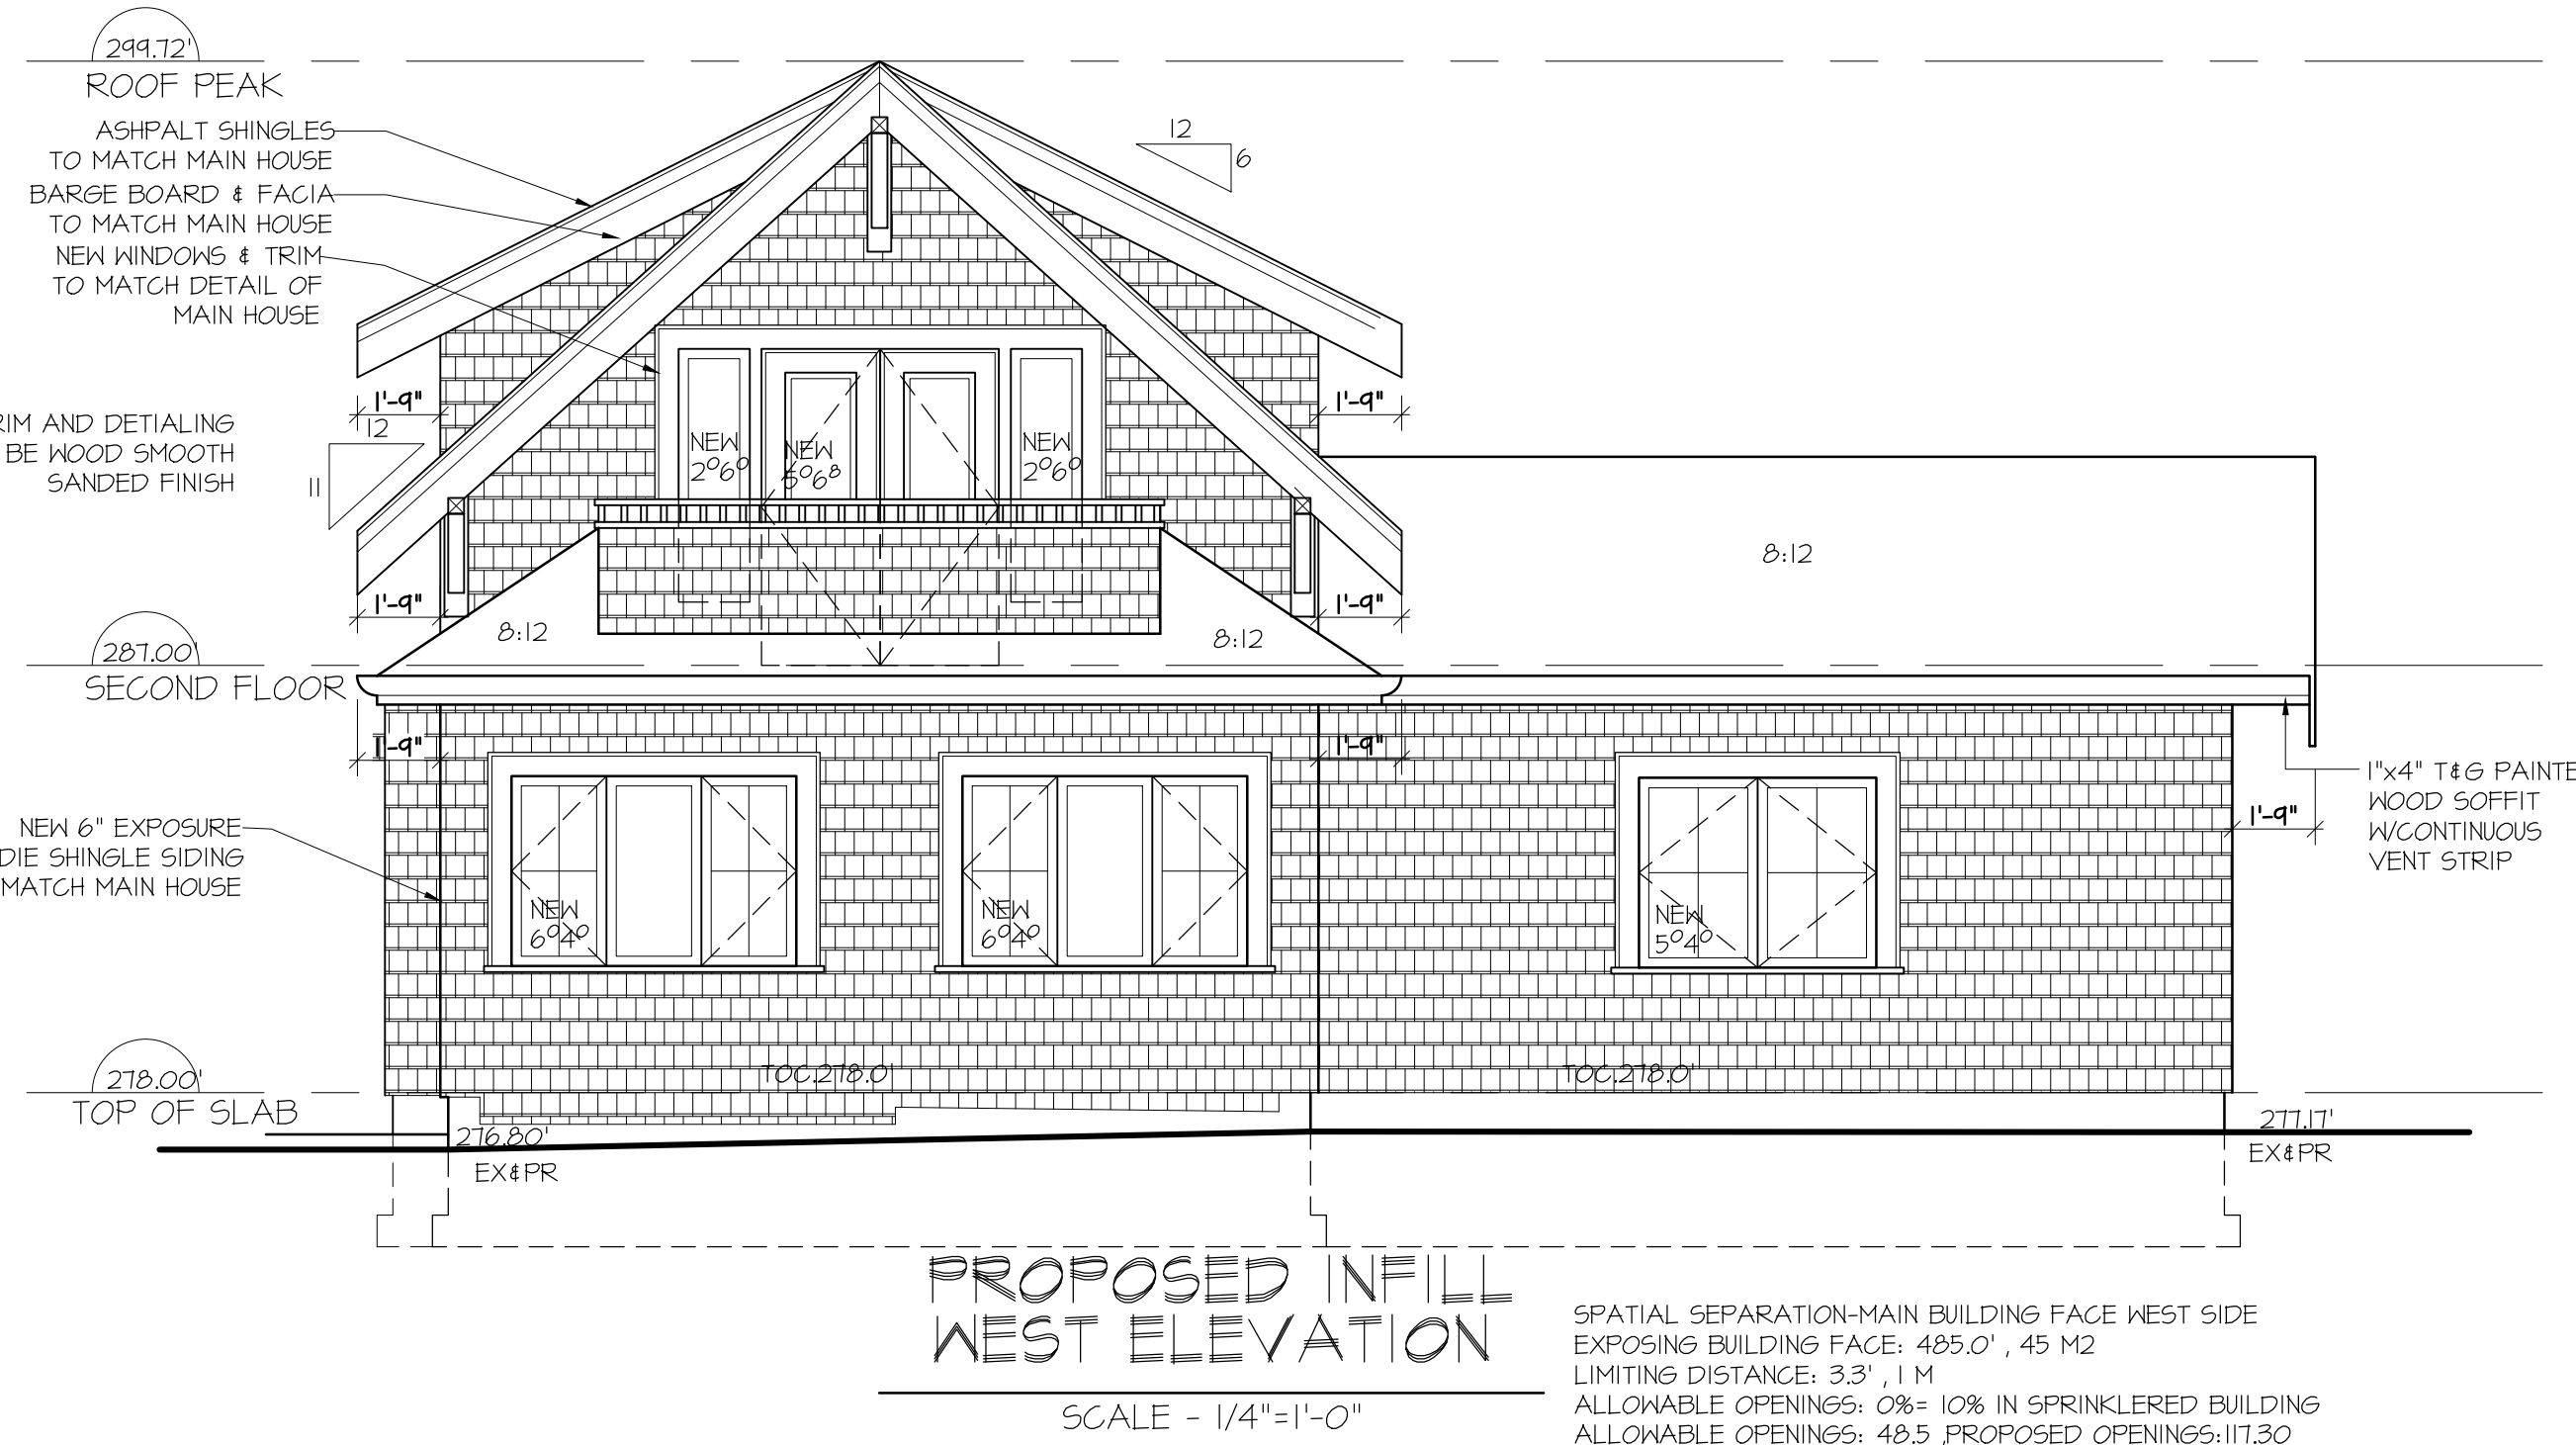 299.72'
ROOF PEAK
ASHPALT SHINGLES
TO MATCH MAIN HOUSE
BARGE BOARD & FACIA
TO MATCH MAIN HOUSE
NEW WINDOWS & TRIM
TO MATCH DETAIL OF
MAIN HOUSE
12
6
1'-9"
1'-9"
AND DETIALING
BE WOOD SMOOTH
SANDED FINISH
12
11
NEW
2⁰6⁰
NEW
5⁰6⁸
NEW
2⁰6⁰
8:12
1'-9"
1'-9"
8:12
8:12
287.00'
SECOND FLOOR
1'-9"
1'-9"
1"x4" T&G
WOOD SOFFIT
W/CONTINUOUS
VENT STRIP
1'-9"
NEW 6" EXPOSURE
SHINGLE SIDING
MATCH MAIN HOUSE
NEW
6⁰4⁰
NEW
6⁰4⁰
NEW
5⁰4⁰
278.00'
TOP OF SLAB
TOC.278.0'
TOC.278.0'
276.80'
EX&PR
277.17'
EX&PR
PROPOSED INFILL
WEST ELEVATION
SCALE - 1/4"=1'-0"
SPATIAL SEPARATION-MAIN BUILDING FACE WEST SIDE
EXPOSING BUILDING FACE: 485.0' , 45 M2
LIMITING DISTANCE: 3.3' , 1 M
ALLOWABLE OPENINGS: 0%= 10% IN SPRINKLERED BUILDING
ALLOWABLE OPENINGS: 48.5 ,PROPOSED OPENINGS:117.30